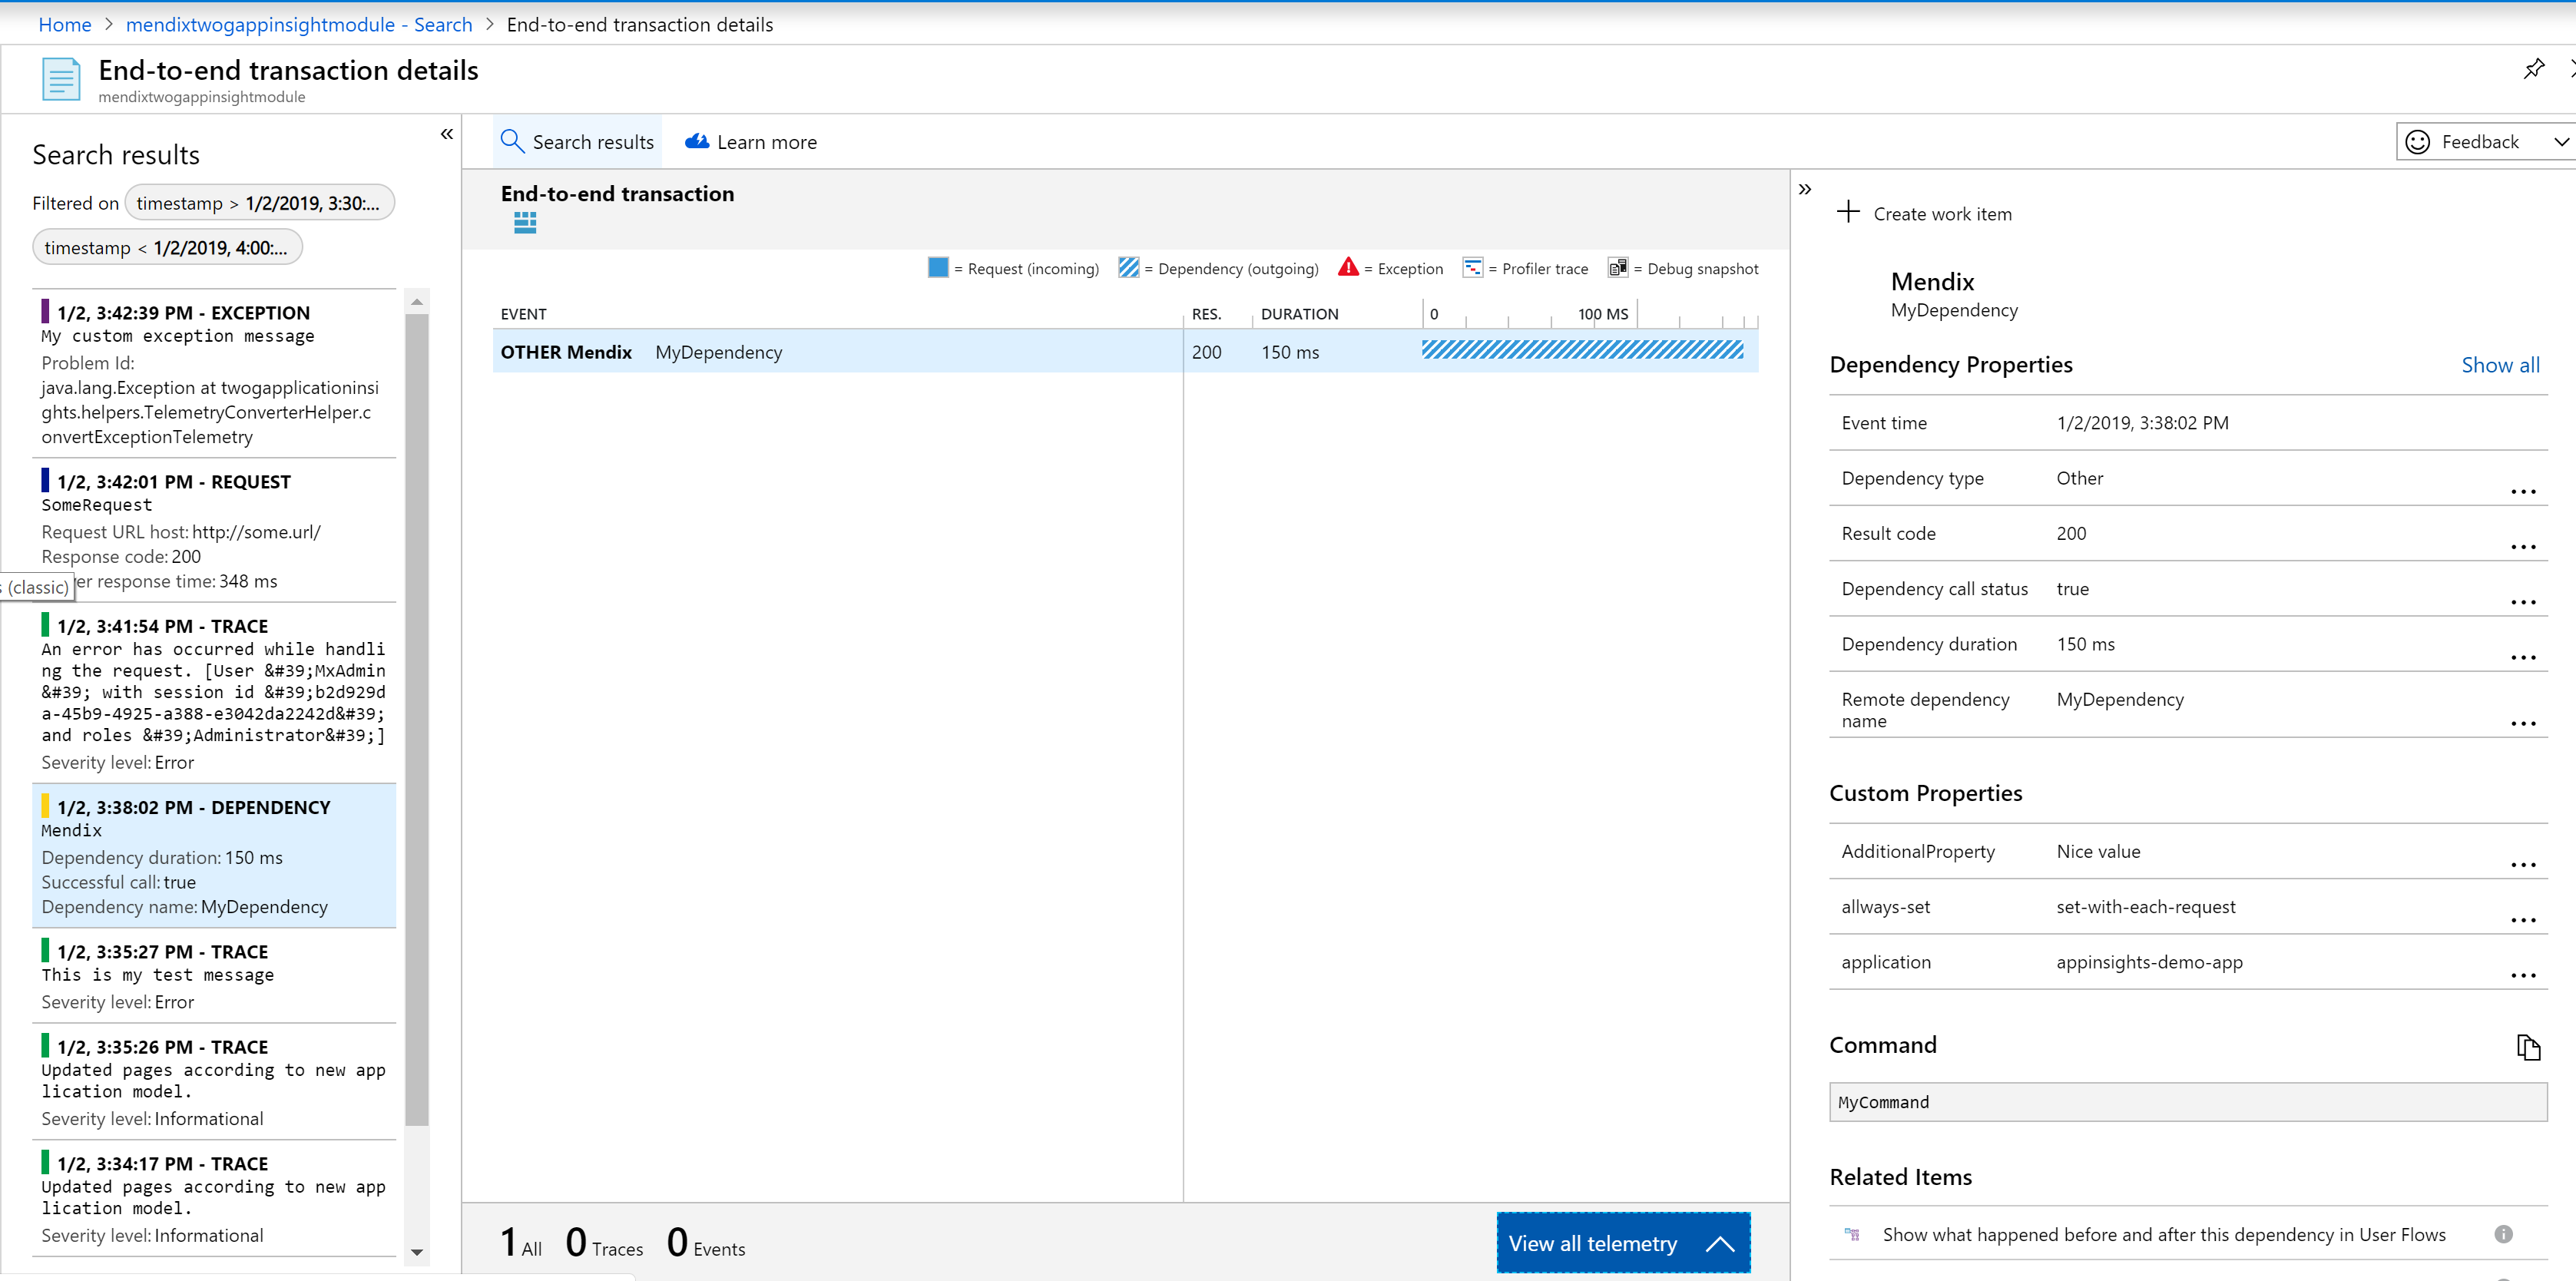 Home > mendixtwogappinsightmodule - Search > End-to-end transaction details
End-to-end transaction details
mendixtwogappinsightmodule
«
Search results
Filtered on timestamp > 1/2/2019, 3:30:...
timestamp < 1/2/2019, 4:00:...
1/2, 3:42:39 PM - EXCEPTION
My custom exception message
Problem Id:
java.lang.Exception at twogapplicationinsi
ghts.helpers.TelemetryConverterHelper.c
onvertExceptionTelemetry
1/2, 3:42:01 PM - REQUEST
SomeRequest
Request URL host: http://some.url/
Response code: 200
er response time: 348 ms
s (classic)
1/2, 3:41:54 PM - TRACE
An error has occurred while handli
ng the request. [User &#39;MxAdmin
&#39; with session id &#39;b2d929d
a-45b9-4925-a388-e3042da2242d&#39;
and roles &#39;Administrator&#39;]
Severity level: Error
1/2, 3:38:02 PM - DEPENDENCY
Mendix
Dependency duration: 150 ms
Successful call: true
Dependency name: MyDependency
1/2, 3:35:27 PM - TRACE
This is my test message
Severity level: Error
1/2, 3:35:26 PM - TRACE
Updated pages according to new app
lication model.
Severity level: Informational
1/2, 3:34:17 PM - TRACE
Updated pages according to new app
lication model.
Severity level: Informational
Search results Learn more
Feedback
End-to-end transaction
= Request (incoming) = Dependency (outgoing) = Exception = Profiler trace = Debug snapshot
EVENT RES. DURATION 0 100 MS
OTHER Mendix MyDependency 200 150 ms
1 All 0 Traces 0 Events
View all telemetry
»
Create work item
Mendix
MyDependency
Dependency Properties Show all
Event time 1/2/2019, 3:38:02 PM
Dependency type Other ...
Result code 200 ...
Dependency call status true ...
Dependency duration 150 ms ...
Remote dependency MyDependency
name ...
Custom Properties
AdditionalProperty Nice value ...
allways-set set-with-each-request ...
application appinsights-demo-app ...
Command
MyCommand
Related Items
Show what happened before and after this dependency in User Flows